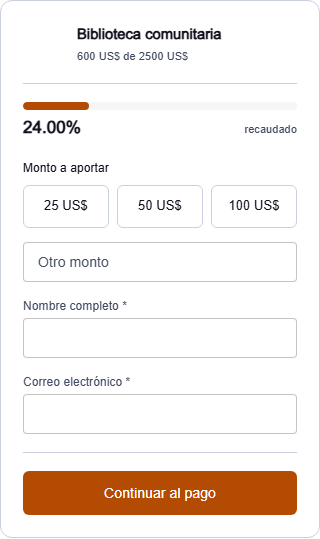 Biblioteca comunitaria
600 US$ de 2500 US$
24.00%
recaudado
Monto a aportar
25 US$ 50 US$ 100 US$
Otro monto
Nombre completo *
Correo electrónico *
Continuar al pago